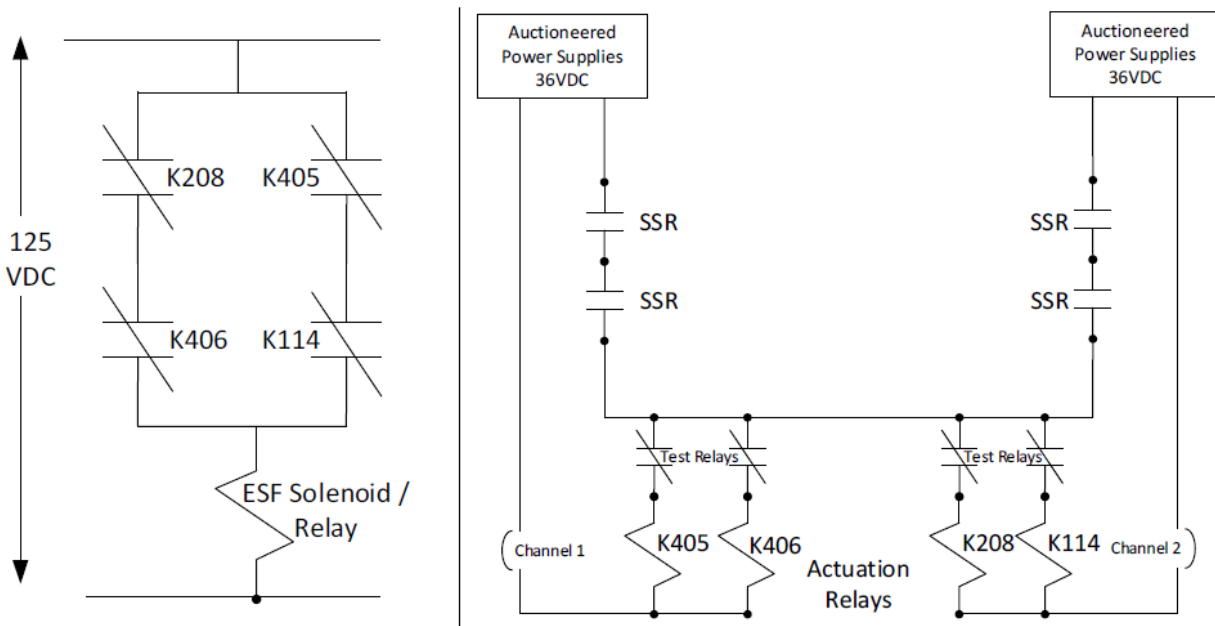 125
VDC
K208
K405
K406
K114
ESF Solenoid /
Relay
Auctioneered
Power Supplies
36VDC
Auctioneered
Power Supplies
36VDC
SSR
SSR
SSR
SSR
Test Relays
Test Relays
Channel 1
K405
K406
K208
K114
Channel 2
Actuation
Relays